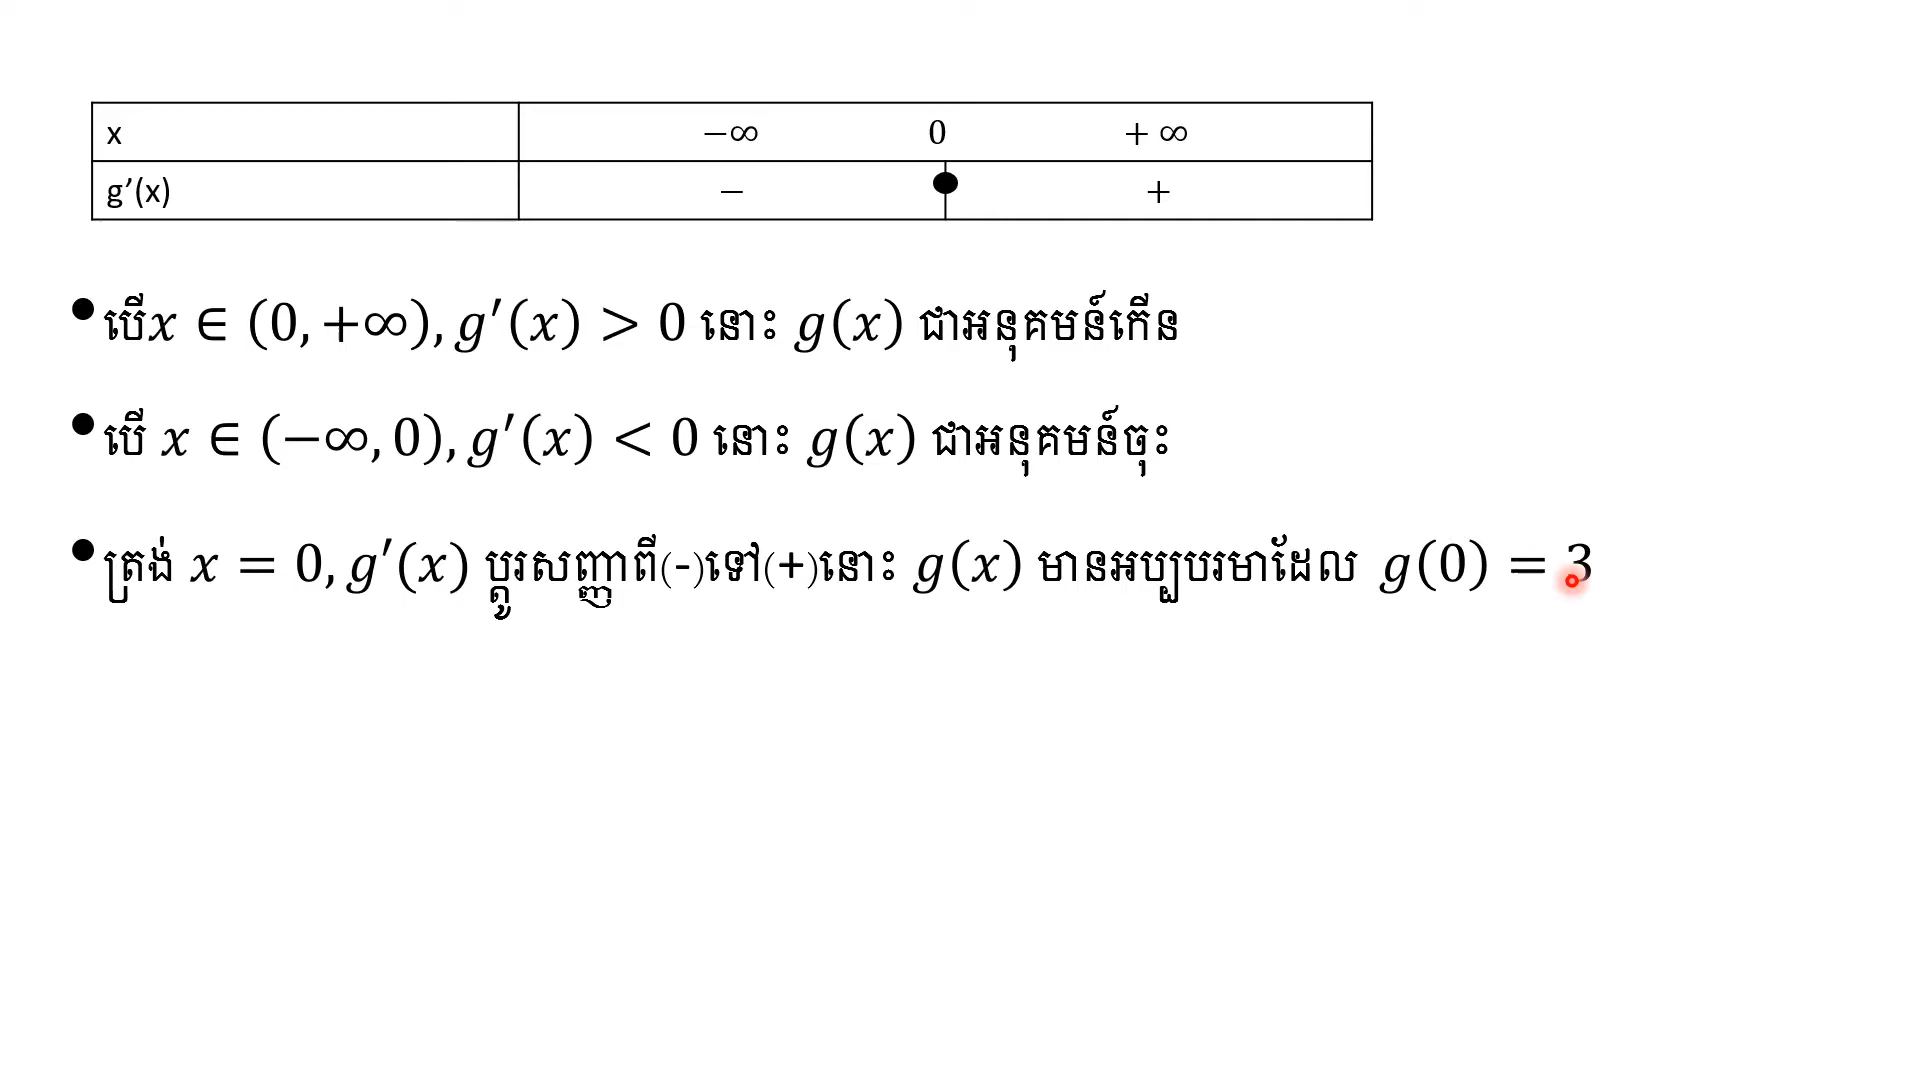 x −∞ 0 + ∞
g’(x) − +
•បើ𝑥 ∈ (0, +∞), 𝑔′(𝑥) > 0 នោះ 𝑔(𝑥) ជាអនុគមន៍កើន
•បើ 𝑥 ∈ (−∞, 0), 𝑔′(𝑥) < 0 នោះ 𝑔(𝑥) ជាអនុគមន៍ចុះ
•ត្រង់ 𝑥 = 0, 𝑔′(𝑥) ប្តូរសញ្ញាពី(-)ទៅ(+)នោះ 𝑔(𝑥) មានអប្បបរមាដែល 𝑔(0) = 3